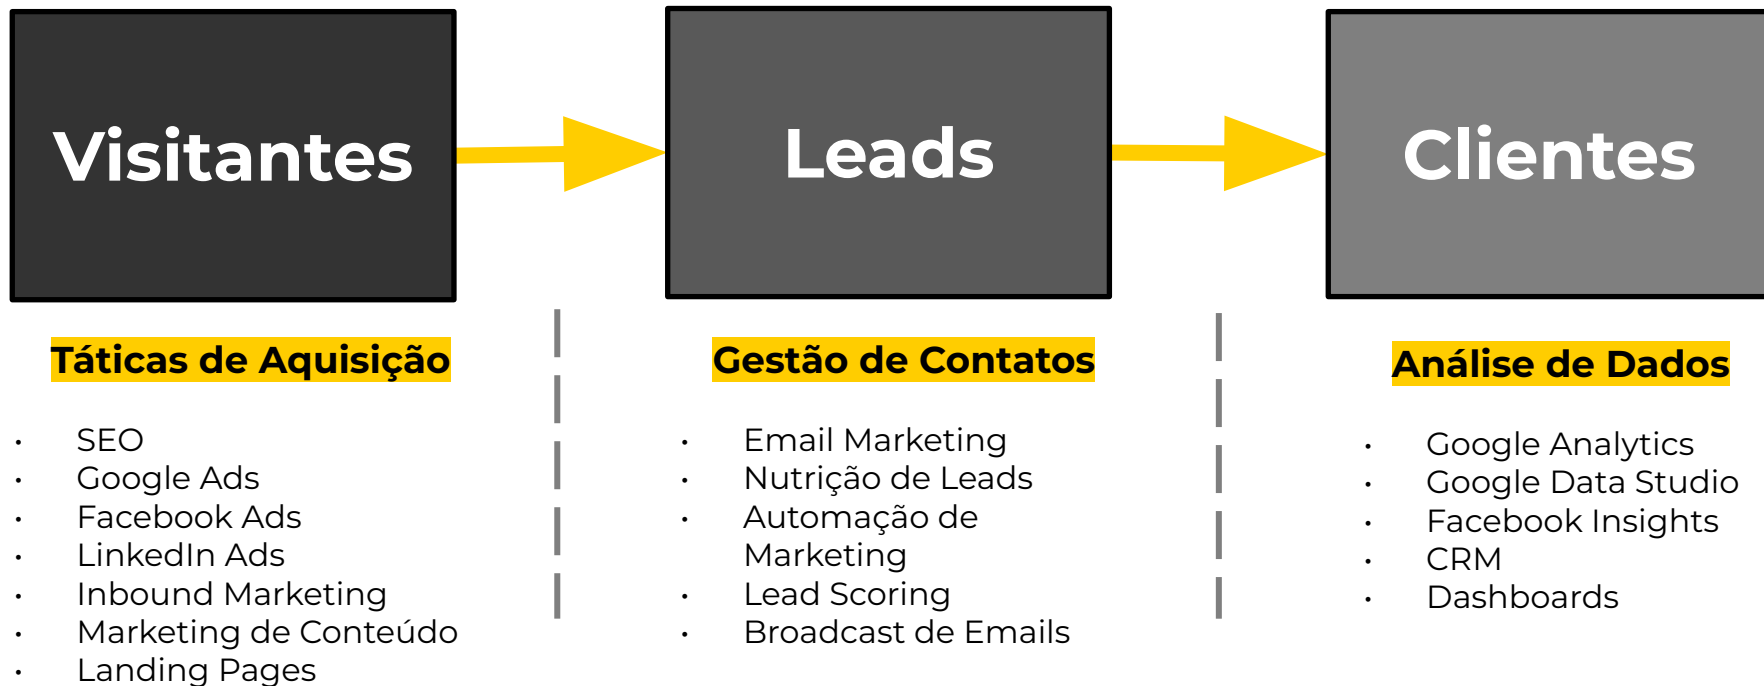 Visitantes
Leads
Clientes
Táticas de Aquisição
• SEO
• Google Ads
• Facebook Ads
• LinkedIn Ads
• Inbound Marketing
• Marketing de Conteúdo
• Landing Pages
Gestão de Contatos
• Email Marketing
• Nutrição de Leads
• Automação de
Marketing
• Lead Scoring
• Broadcast de Emails
Análise de Dados
• Google Analytics
• Google Data Studio
• Facebook Insights
• CRM
• Dashboards